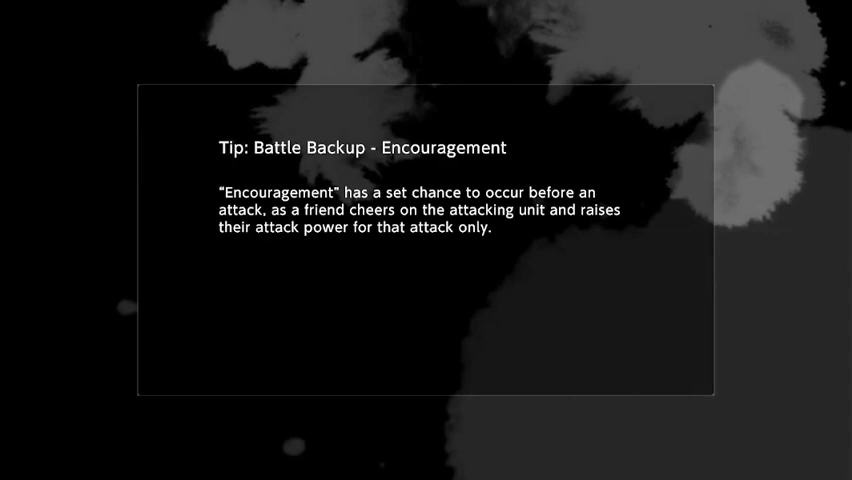 Tip: Battle Backup - Encouragement
“Encouragement” has a set chance to occur before an
attack, as a friend cheers on the attacking unit and raises
their attack power for that attack only.